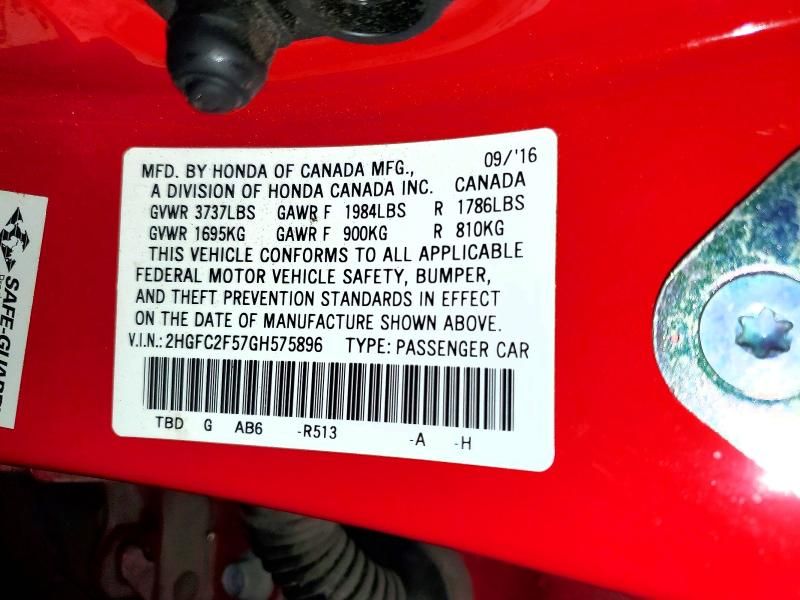 09/'16
MFD. BY HONDA OF CANADA MFG.,
A DIVISION OF HONDA CANADA INC. CANADA
GVWR 3737LBS GAWR F 1984LBS R 1786LBS
GVWR 1695KG GAWR F 900KG R 810KG
THIS VEHICLE CONFORMS TO ALL APPLICABLE
FEDERAL MOTOR VEHICLE SAFETY, BUMPER,
AND THEFT PREVENTION STANDARDS IN EFFECT
ON THE DATE OF MANUFACTURE SHOWN ABOVE.
V.I.N.: 2HGFC2F57GH575896 TYPE: PASSENGER CAR
TBD G AB6 -R513 -A -H